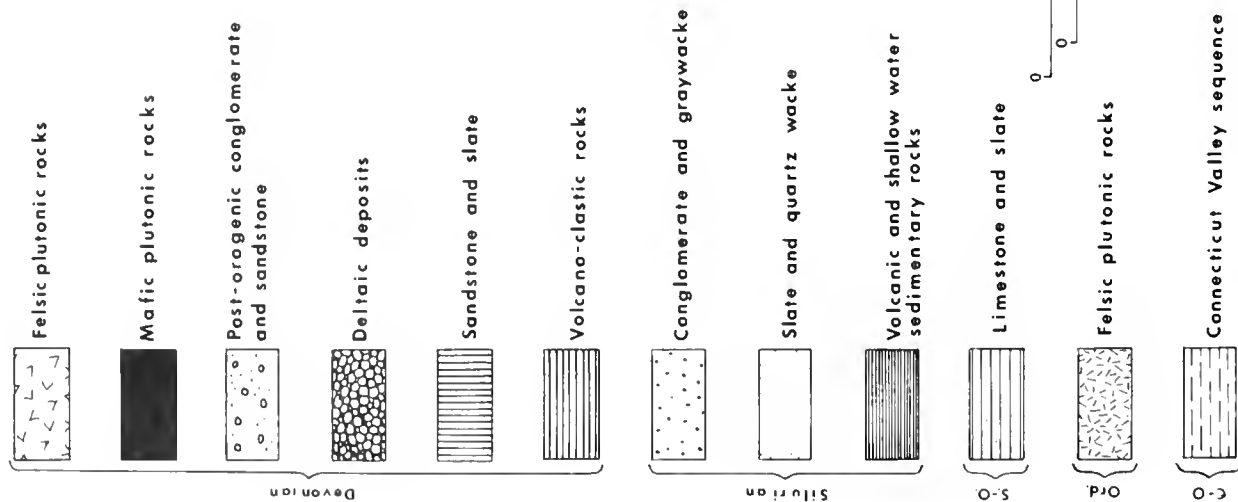 Felsic plutonic rocks
Mafic plutonic rocks
Post-orogenic conglomerate
and sandstone
Deltaic deposits
Sandstone and slate
Volcano-clastic rocks
Devonian
Conglomerate and graywacke
Slate and quartz wacke
Volcanic and shallow water
sedimentary rocks
Silurian
Limestone and slate
S.-O.
Felsic plutonic rocks
Ord.
Connecticut Valley sequence
C-O
0
0